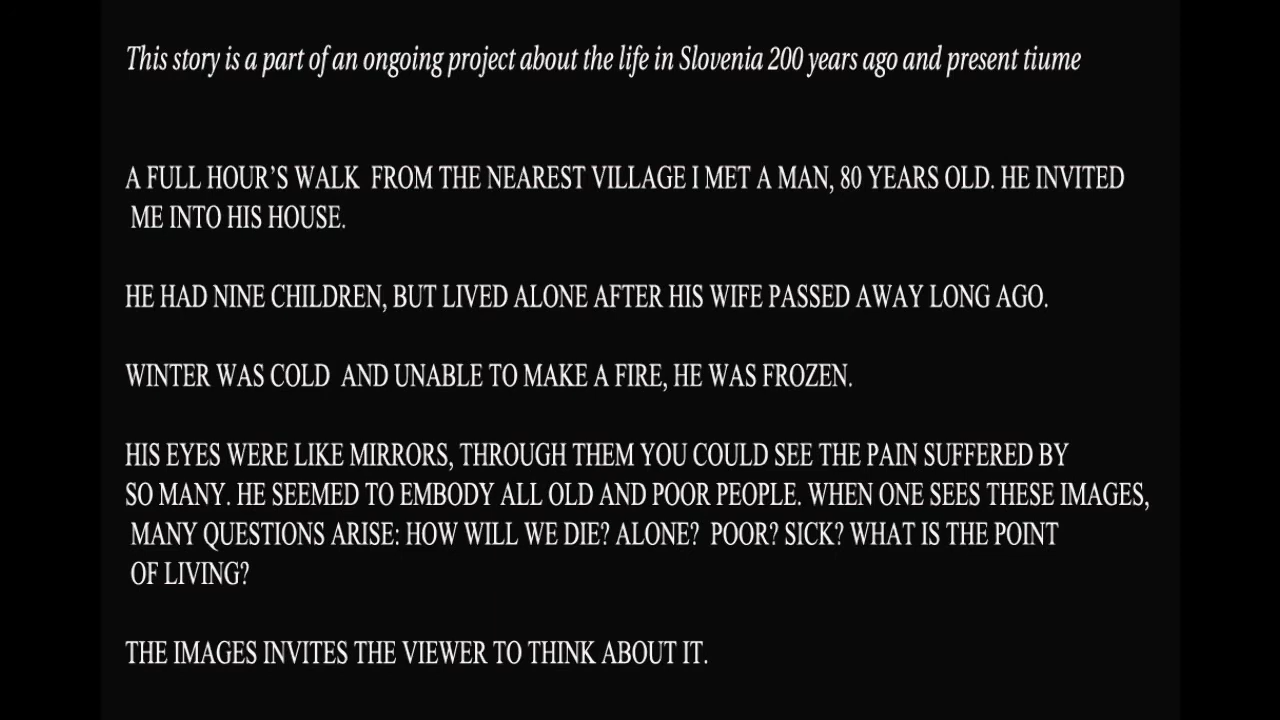 This story is a part of an ongoing project about the life in Slovenia 200 years ago and present tiume
A FULL HOUR’S WALK FROM THE NEAREST VILLAGE I MET A MAN, 80 YEARS OLD. HE INVITED
ME INTO HIS HOUSE.
HE HAD NINE CHILDREN, BUT LIVED ALONE AFTER HIS WIFE PASSED AWAY LONG AGO.
WINTER WAS COLD AND UNABLE TO MAKE A FIRE, HE WAS FROZEN.
HIS EYES WERE LIKE MIRRORS, THROUGH THEM YOU COULD SEE THE PAIN SUFFERED BY
SO MANY. HE SEEMED TO EMBODY ALL OLD AND POOR PEOPLE. WHEN ONE SEES THESE IMAGES,
MANY QUESTIONS ARISE: HOW WILL WE DIE? ALONE? POOR? SICK? WHAT IS THE POINT
OF LIVING?
THE IMAGES INVITES THE VIEWER TO THINK ABOUT IT.